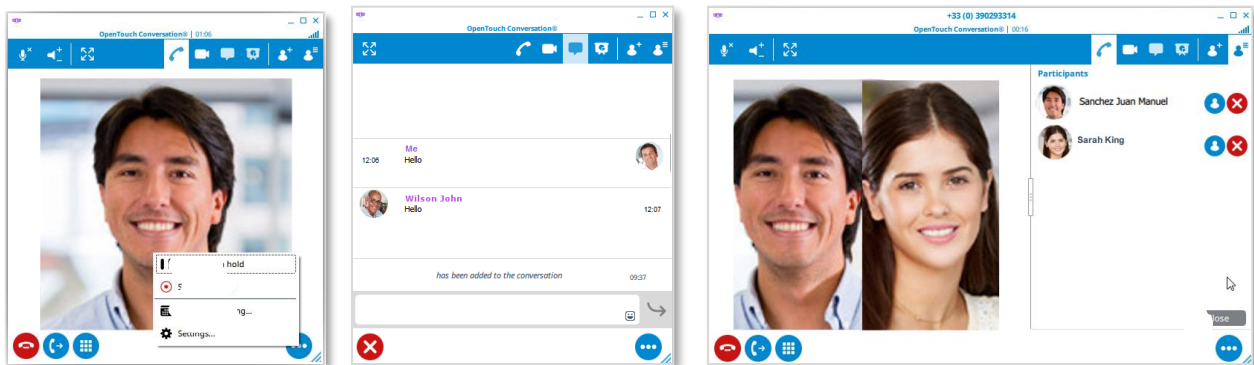 OpenTouch Conversation® | 01:06
hold
Settings...
OpenTouch Conversation®
Me
12:06
Hello
Wilson John
Hello
12:07
has been added to the conversation
09:37
+33 (0) 390293314
OpenTouch Conversation® | 00:16
Participants
Sanchez Juan Manuel
Sarah King